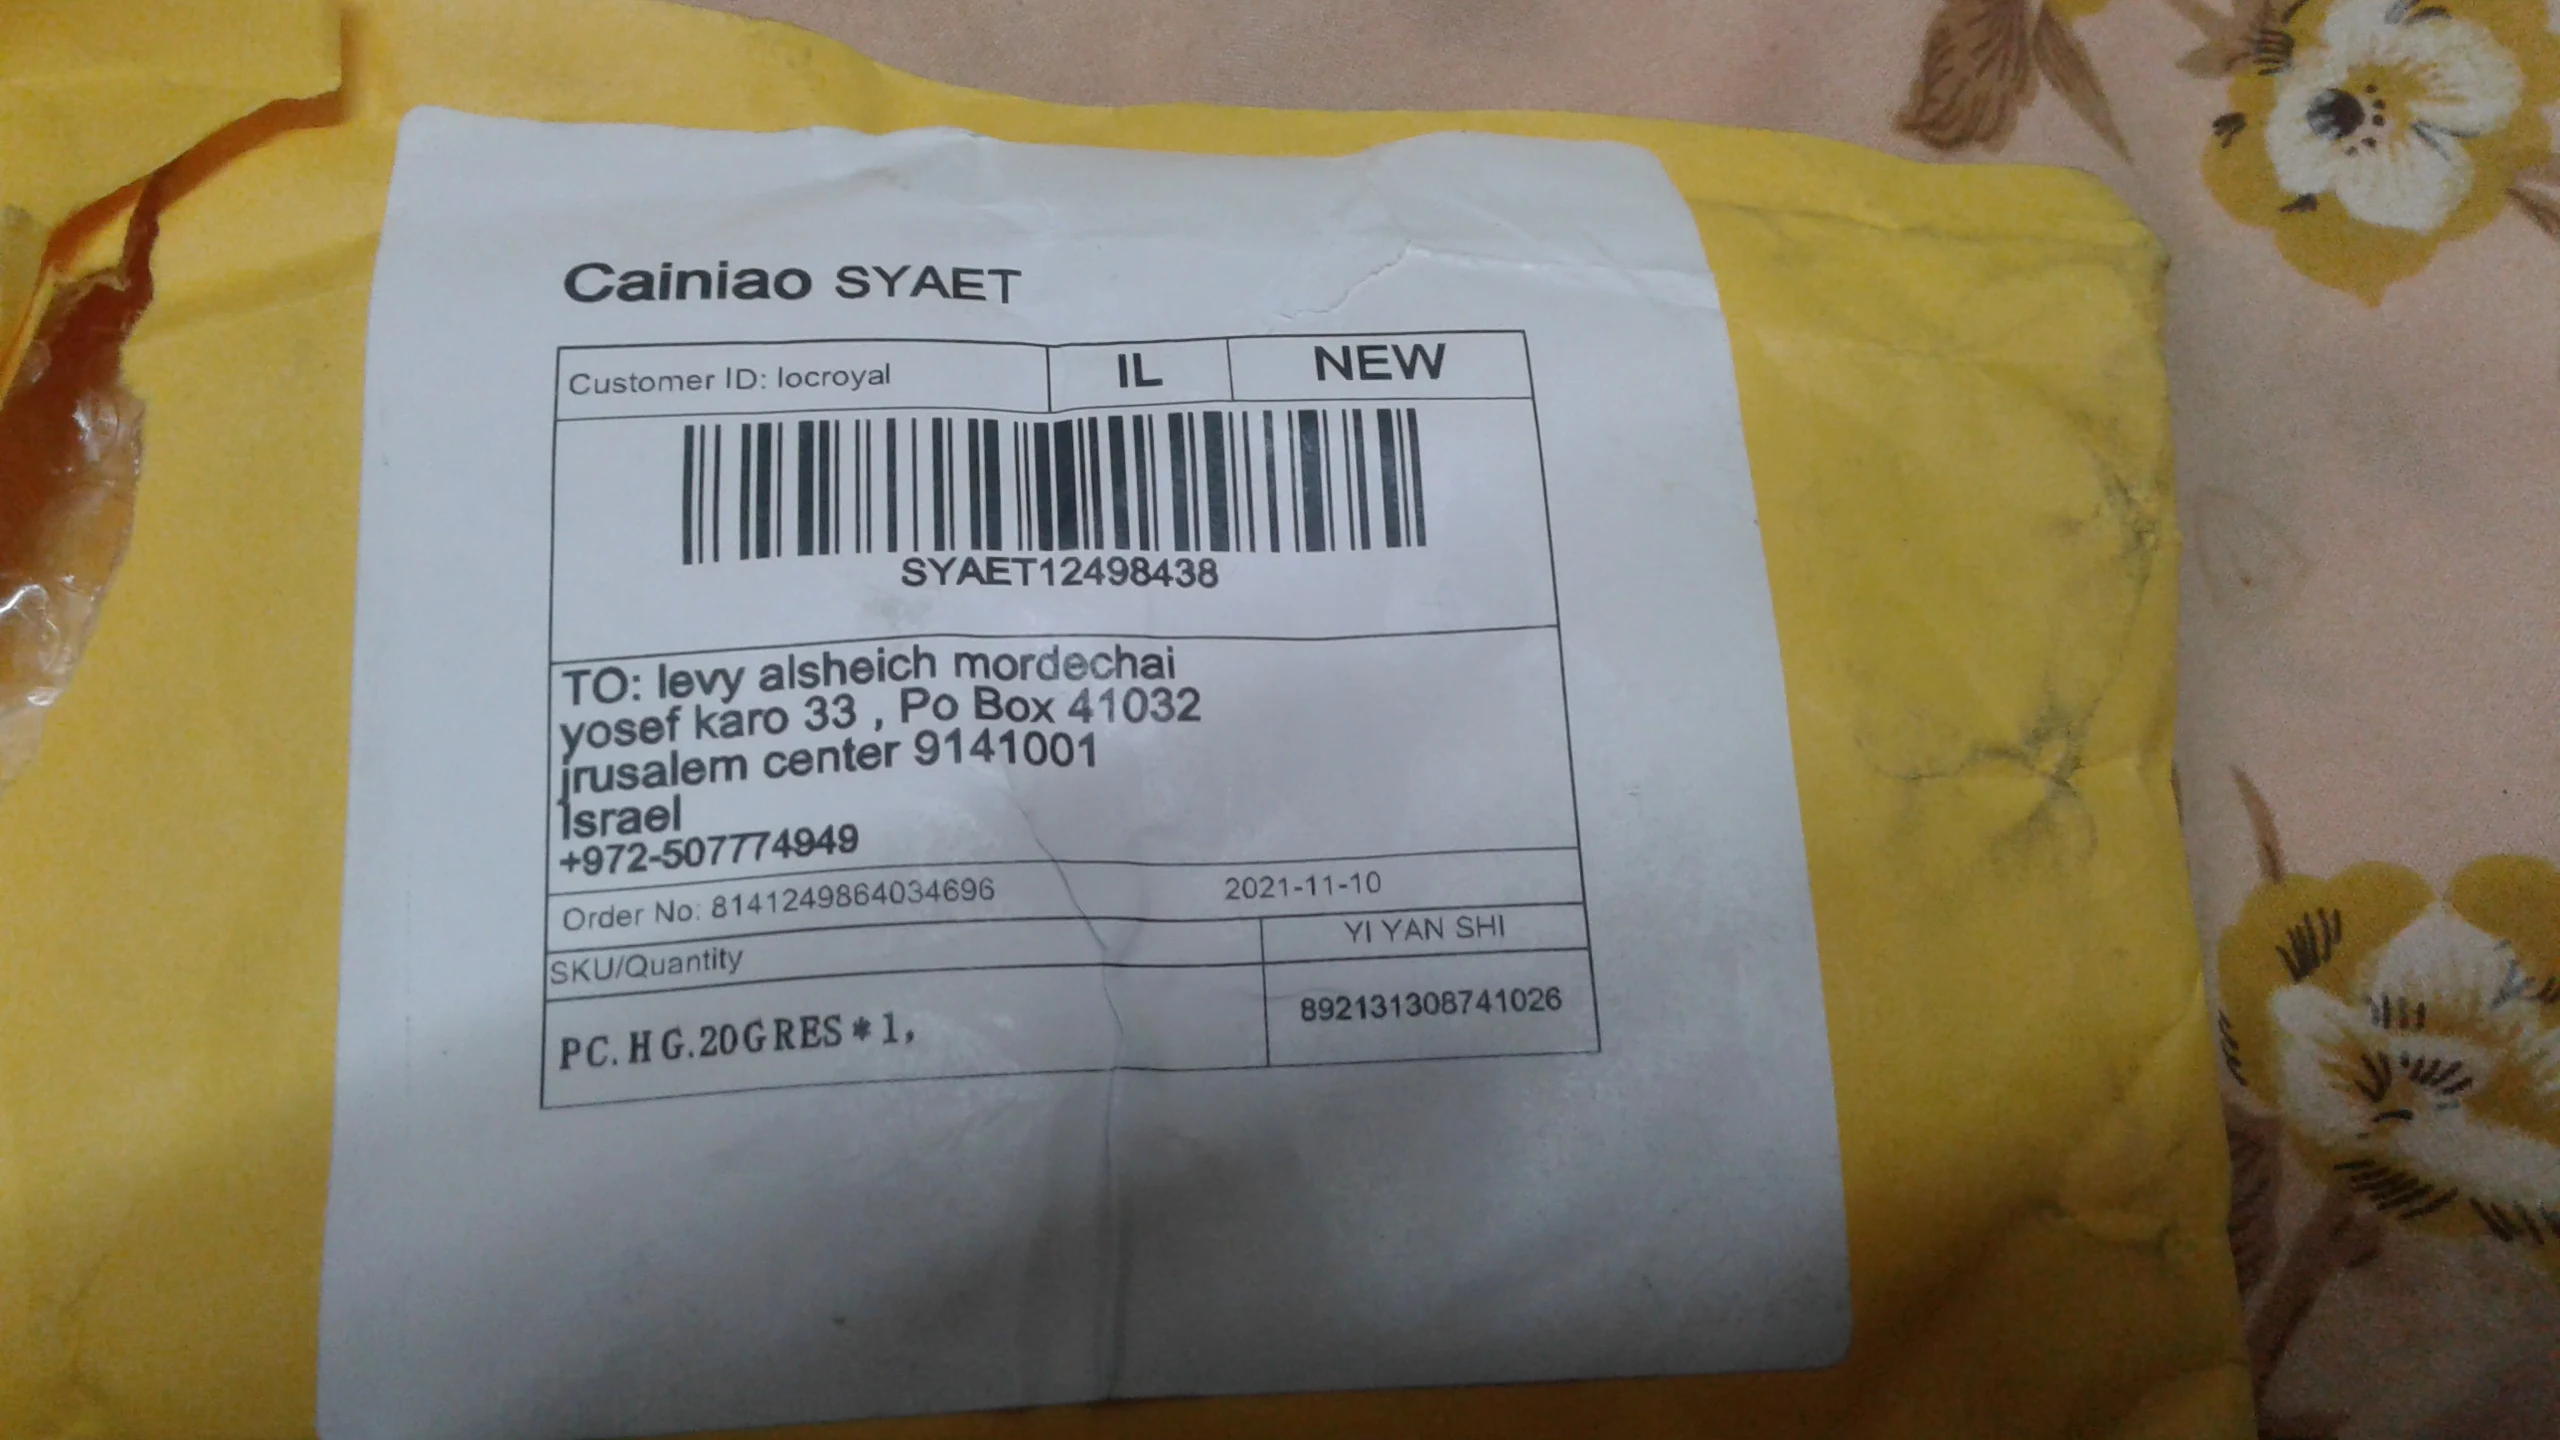 Cainiao SYAET
Customer ID: locroyal IL NEW
SYAET12498438
TO: levy alsheich mordechai
yosef karo 33 , Po Box 41032
jrusalem center 9141001
Israel
+972-507774949
Order No: 8141249864034696 2021-11-10
SKU/Quantity YI YAN SHI
PC.HG.20GRES*1, 892131308741026